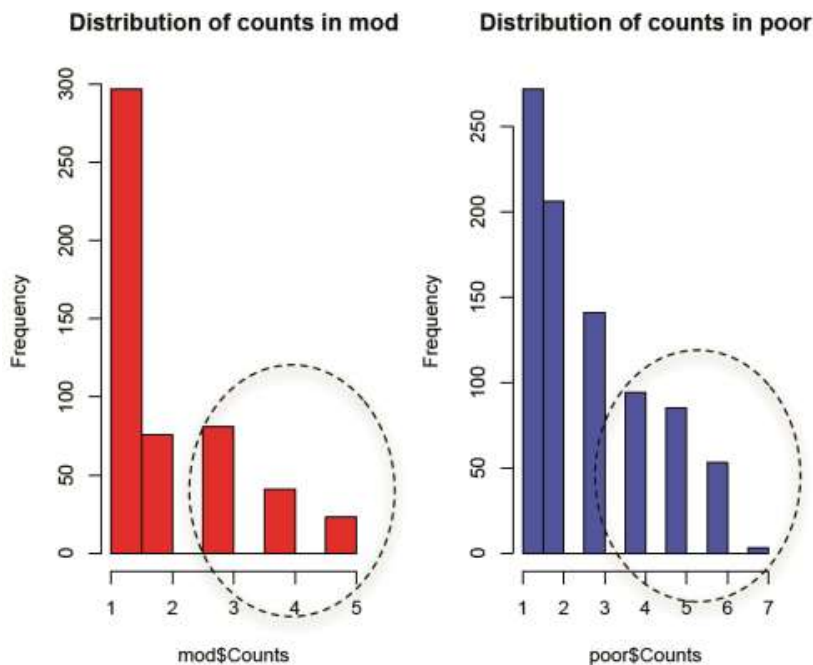 Distribution of counts in mod
Frequency
300
250
200
150
100
50
0
1 2 3 4 5
mod$Counts
Distribution of counts in poor
Frequency
250
200
150
100
50
0
1 2 3 4 5 6 7
poor$Counts